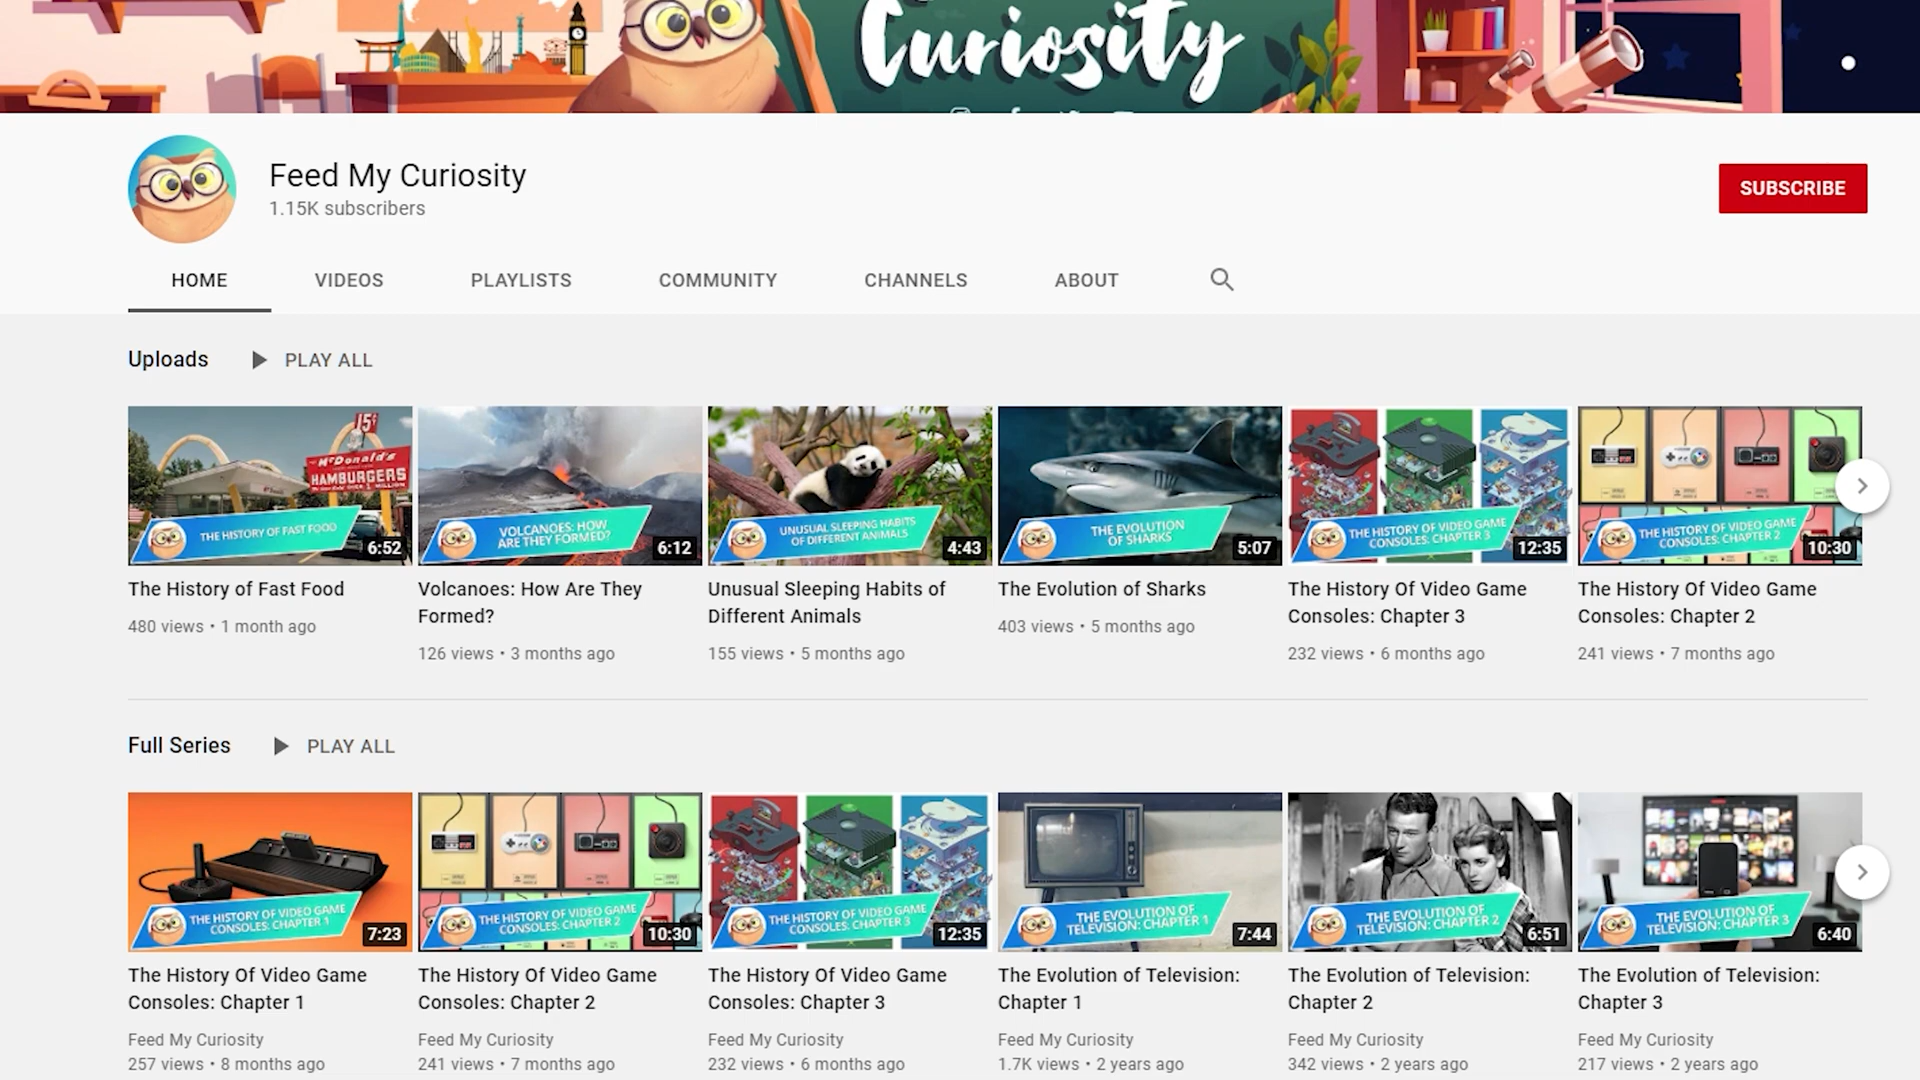 Curiosity
Feed My Curiosity
1.15K subscribers
SUBSCRIBE
HOME VIDEOS PLAYLISTS COMMUNITY CHANNELS ABOUT
Uploads PLAY ALL
15¢
McDonald's
HAMBURGERS
THE HISTORY OF FAST FOOD
6:52
VOLCANOES: HOW
ARE THEY FORMED?
6:12
UNUSUAL SLEEPING HABITS
OF DIFFERENT ANIMALS
4:43
THE EVOLUTION
OF SHARKS
5:07
THE HISTORY OF VIDEO GAME
CONSOLES: CHAPTER 3
12:35
THE HISTORY OF VIDEO GAME
CONSOLES: CHAPTER 2
10:30
The History of Fast Food
480 views • 1 month ago
Volcanoes: How Are They
Formed?
126 views • 3 months ago
Unusual Sleeping Habits of
Different Animals
155 views • 5 months ago
The Evolution of Sharks
403 views • 5 months ago
The History Of Video Game
Consoles: Chapter 3
232 views • 6 months ago
The History Of Video Game
Consoles: Chapter 2
241 views • 7 months ago
Full Series PLAY ALL
THE HISTORY OF VIDEO GAME
CONSOLES: CHAPTER 1
7:23
THE HISTORY OF VIDEO GAME
CONSOLES: CHAPTER 2
10:30
THE HISTORY OF VIDEO GAME
CONSOLES: CHAPTER 3
12:35
THE EVOLUTION OF
TELEVISION: CHAPTER 1
7:44
THE EVOLUTION OF
TELEVISION: CHAPTER 2
6:51
THE EVOLUTION OF
TELEVISION: CHAPTER 3
6:40
The History Of Video Game
Consoles: Chapter 1
Feed My Curiosity
257 views • 8 months ago
The History Of Video Game
Consoles: Chapter 2
Feed My Curiosity
241 views • 7 months ago
The History Of Video Game
Consoles: Chapter 3
Feed My Curiosity
232 views • 6 months ago
The Evolution of Television:
Chapter 1
Feed My Curiosity
1.7K views • 2 years ago
The Evolution of Television:
Chapter 2
Feed My Curiosity
342 views • 2 years ago
The Evolution of Television:
Chapter 3
Feed My Curiosity
217 views • 2 years ago